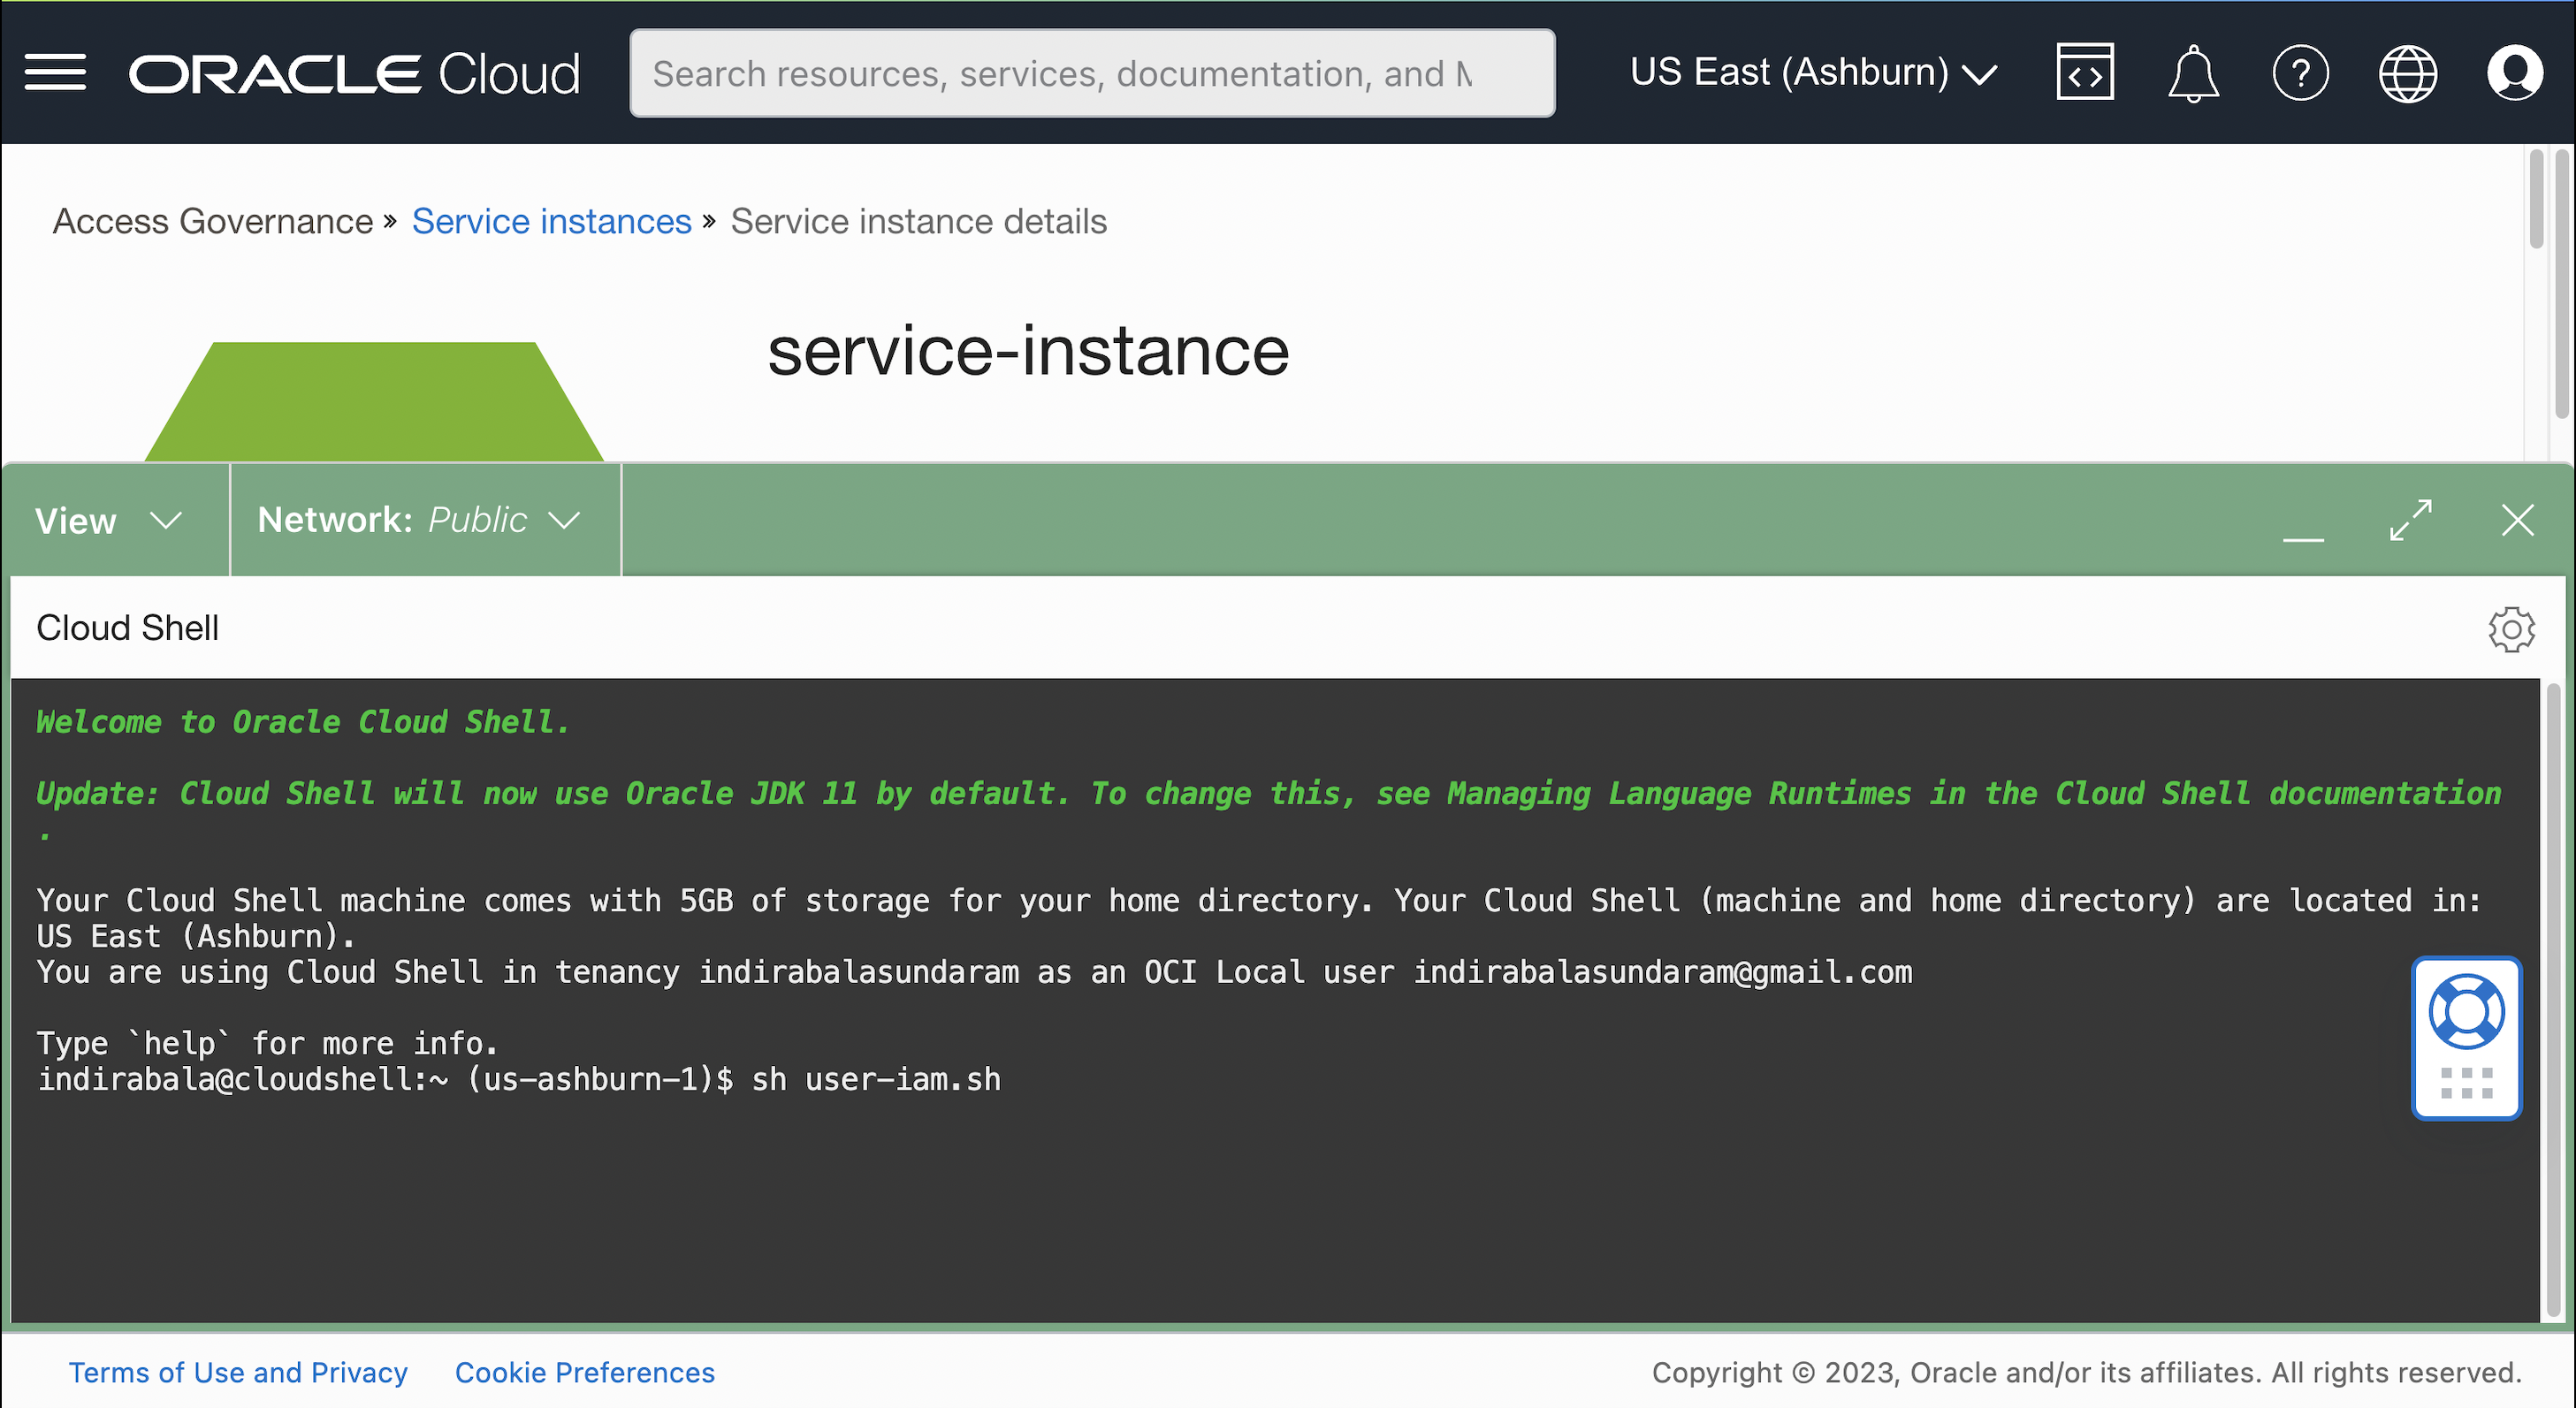 ORACLE Cloud
Search resources, services, documentation, and M
US East (Ashburn)
Access Governance » Service instances » Service instance details
service-instance
View
Network: Public
Cloud Shell
Welcome to Oracle Cloud Shell.
Update: Cloud Shell will now use Oracle JDK 11 by default. To change this, see Managing Language Runtimes in the Cloud Shell documentation
.
Your Cloud Shell machine comes with 5GB of storage for your home directory. Your Cloud Shell (machine and home directory) are located in:
US East (Ashburn).
You are using Cloud Shell in tenancy indirabalasundaram as an OCI Local user indirabalasundaram@gmail.com
Type `help` for more info.
indirabala@cloudshell:~ (us-ashburn-1)$ sh user-iam.sh
Terms of Use and Privacy
Cookie Preferences
Copyright © 2023, Oracle and/or its affiliates. All rights reserved.